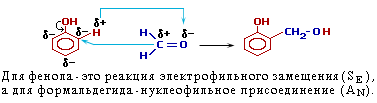 OH δ+
δ− H δ+ δ− OH
C=O CH₂−OH
δ− δ− H
Для фенола - это реакция электрофильного замещения (SE),
а для формальдегида - нуклеофильное присоединение (AN).